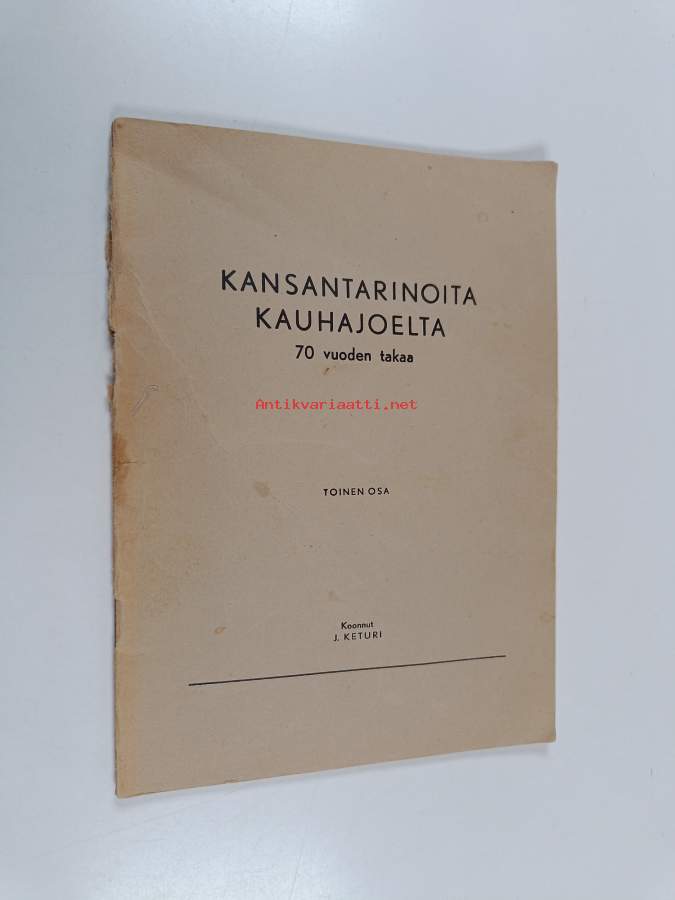 KANSANTARINOITA
KAUHAJOELTA
70 vuoden takaa
Antikvariaatti.net
TOINEN OSA
Koonnut
J. KETURI